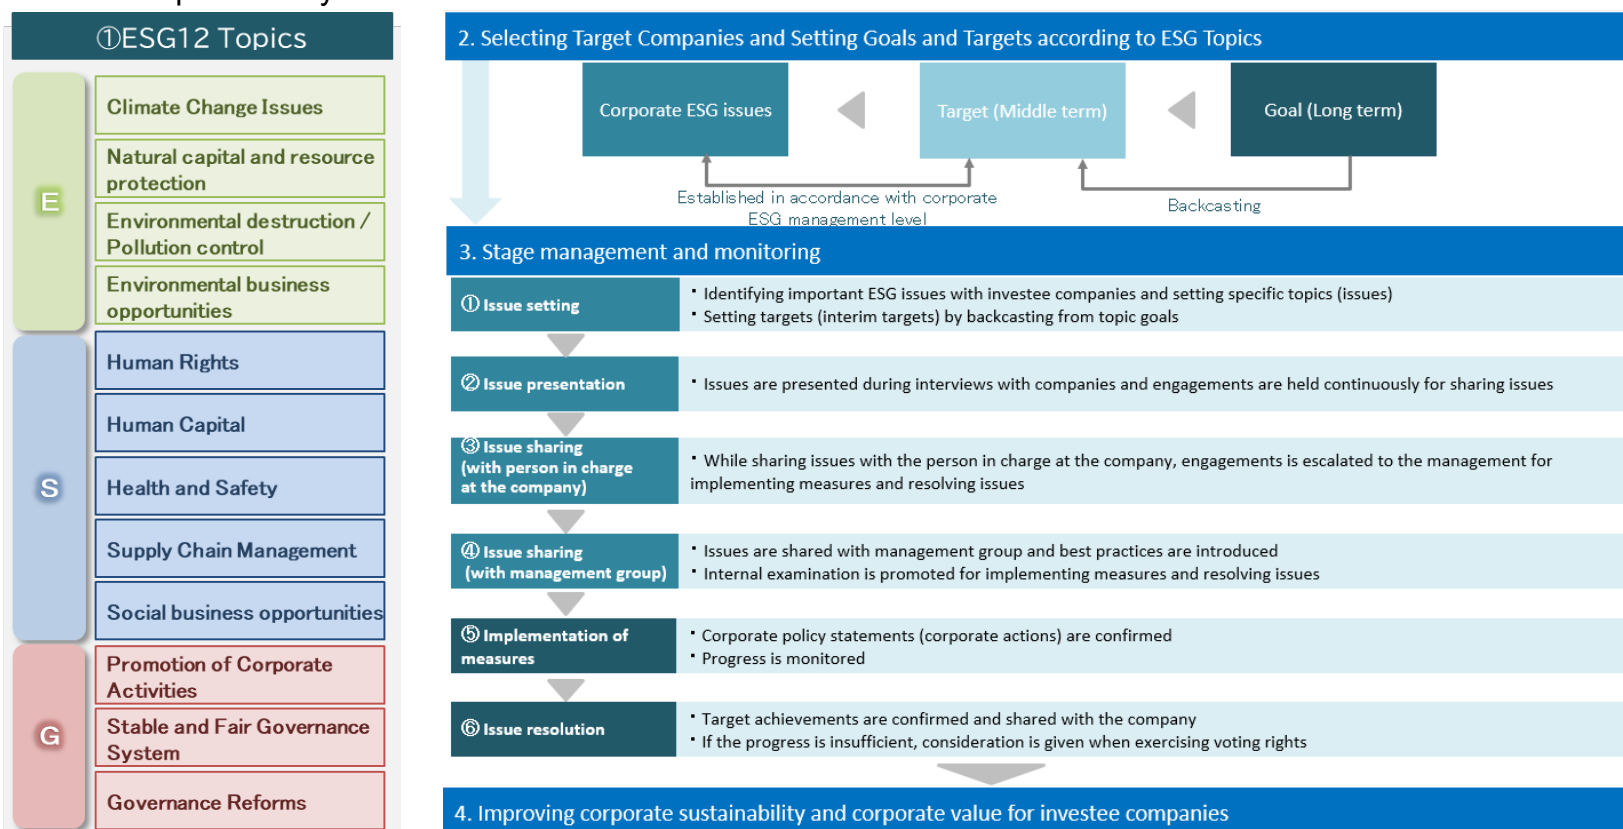 ①ESG12 Topics
E
Climate Change Issues
Natural capital and resource
protection
Environmental destruction /
Pollution control
Environmental business
opportunities
S
Human Rights
Human Capital
Health and Safety
Supply Chain Management
Social business opportunities
G
Promotion of Corporate
Activities
Stable and Fair Governance
System
Governance Reforms
2. Selecting Target Companies and Setting Goals and Targets according to ESG Topics
Corporate ESG issues
Target (Middle term)
Goal (Long term)
Established in accordance with corporate
ESG management level
Backcasting
3. Stage management and monitoring
① Issue setting
・Identifying important ESG issues with investee companies and setting specific topics (issues)
・Setting targets (interim targets) by backcasting from topic goals
② Issue presentation
・Issues are presented during interviews with companies and engagements are held continuously for sharing issues
③ Issue sharing
(with person in charge
at the company)
・While sharing issues with the person in charge at the company, engagements is escalated to the management for
implementing measures and resolving issues
④ Issue sharing
(with management group)
・Issues are shared with management group and best practices are introduced
・Internal examination is promoted for implementing measures and resolving issues
⑤ Implementation of
measures
・Corporate policy statements (corporate actions) are confirmed
・Progress is monitored
⑥ Issue resolution
・Target achievements are confirmed and shared with the company
・If the progress is insufficient, consideration is given when exercising voting rights
4. Improving corporate sustainability and corporate value for investee companies